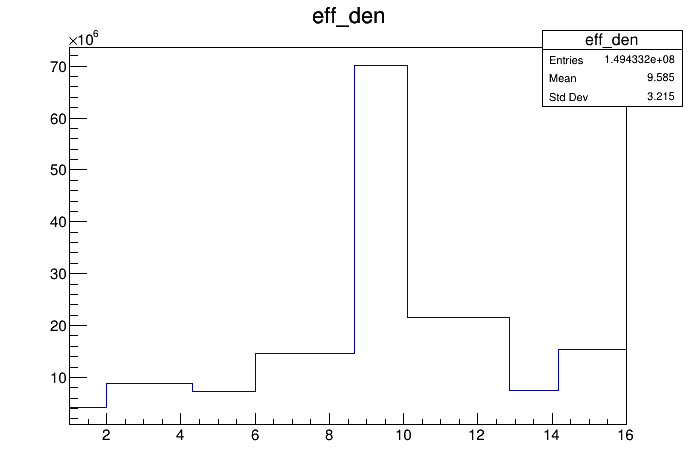 eff_den
×10⁶
eff_den
Entries 1.494332e+08
Mean 9.585
Std Dev 3.215
70
60
50
40
30
20
10
2 4 6 8 10 12 14 16